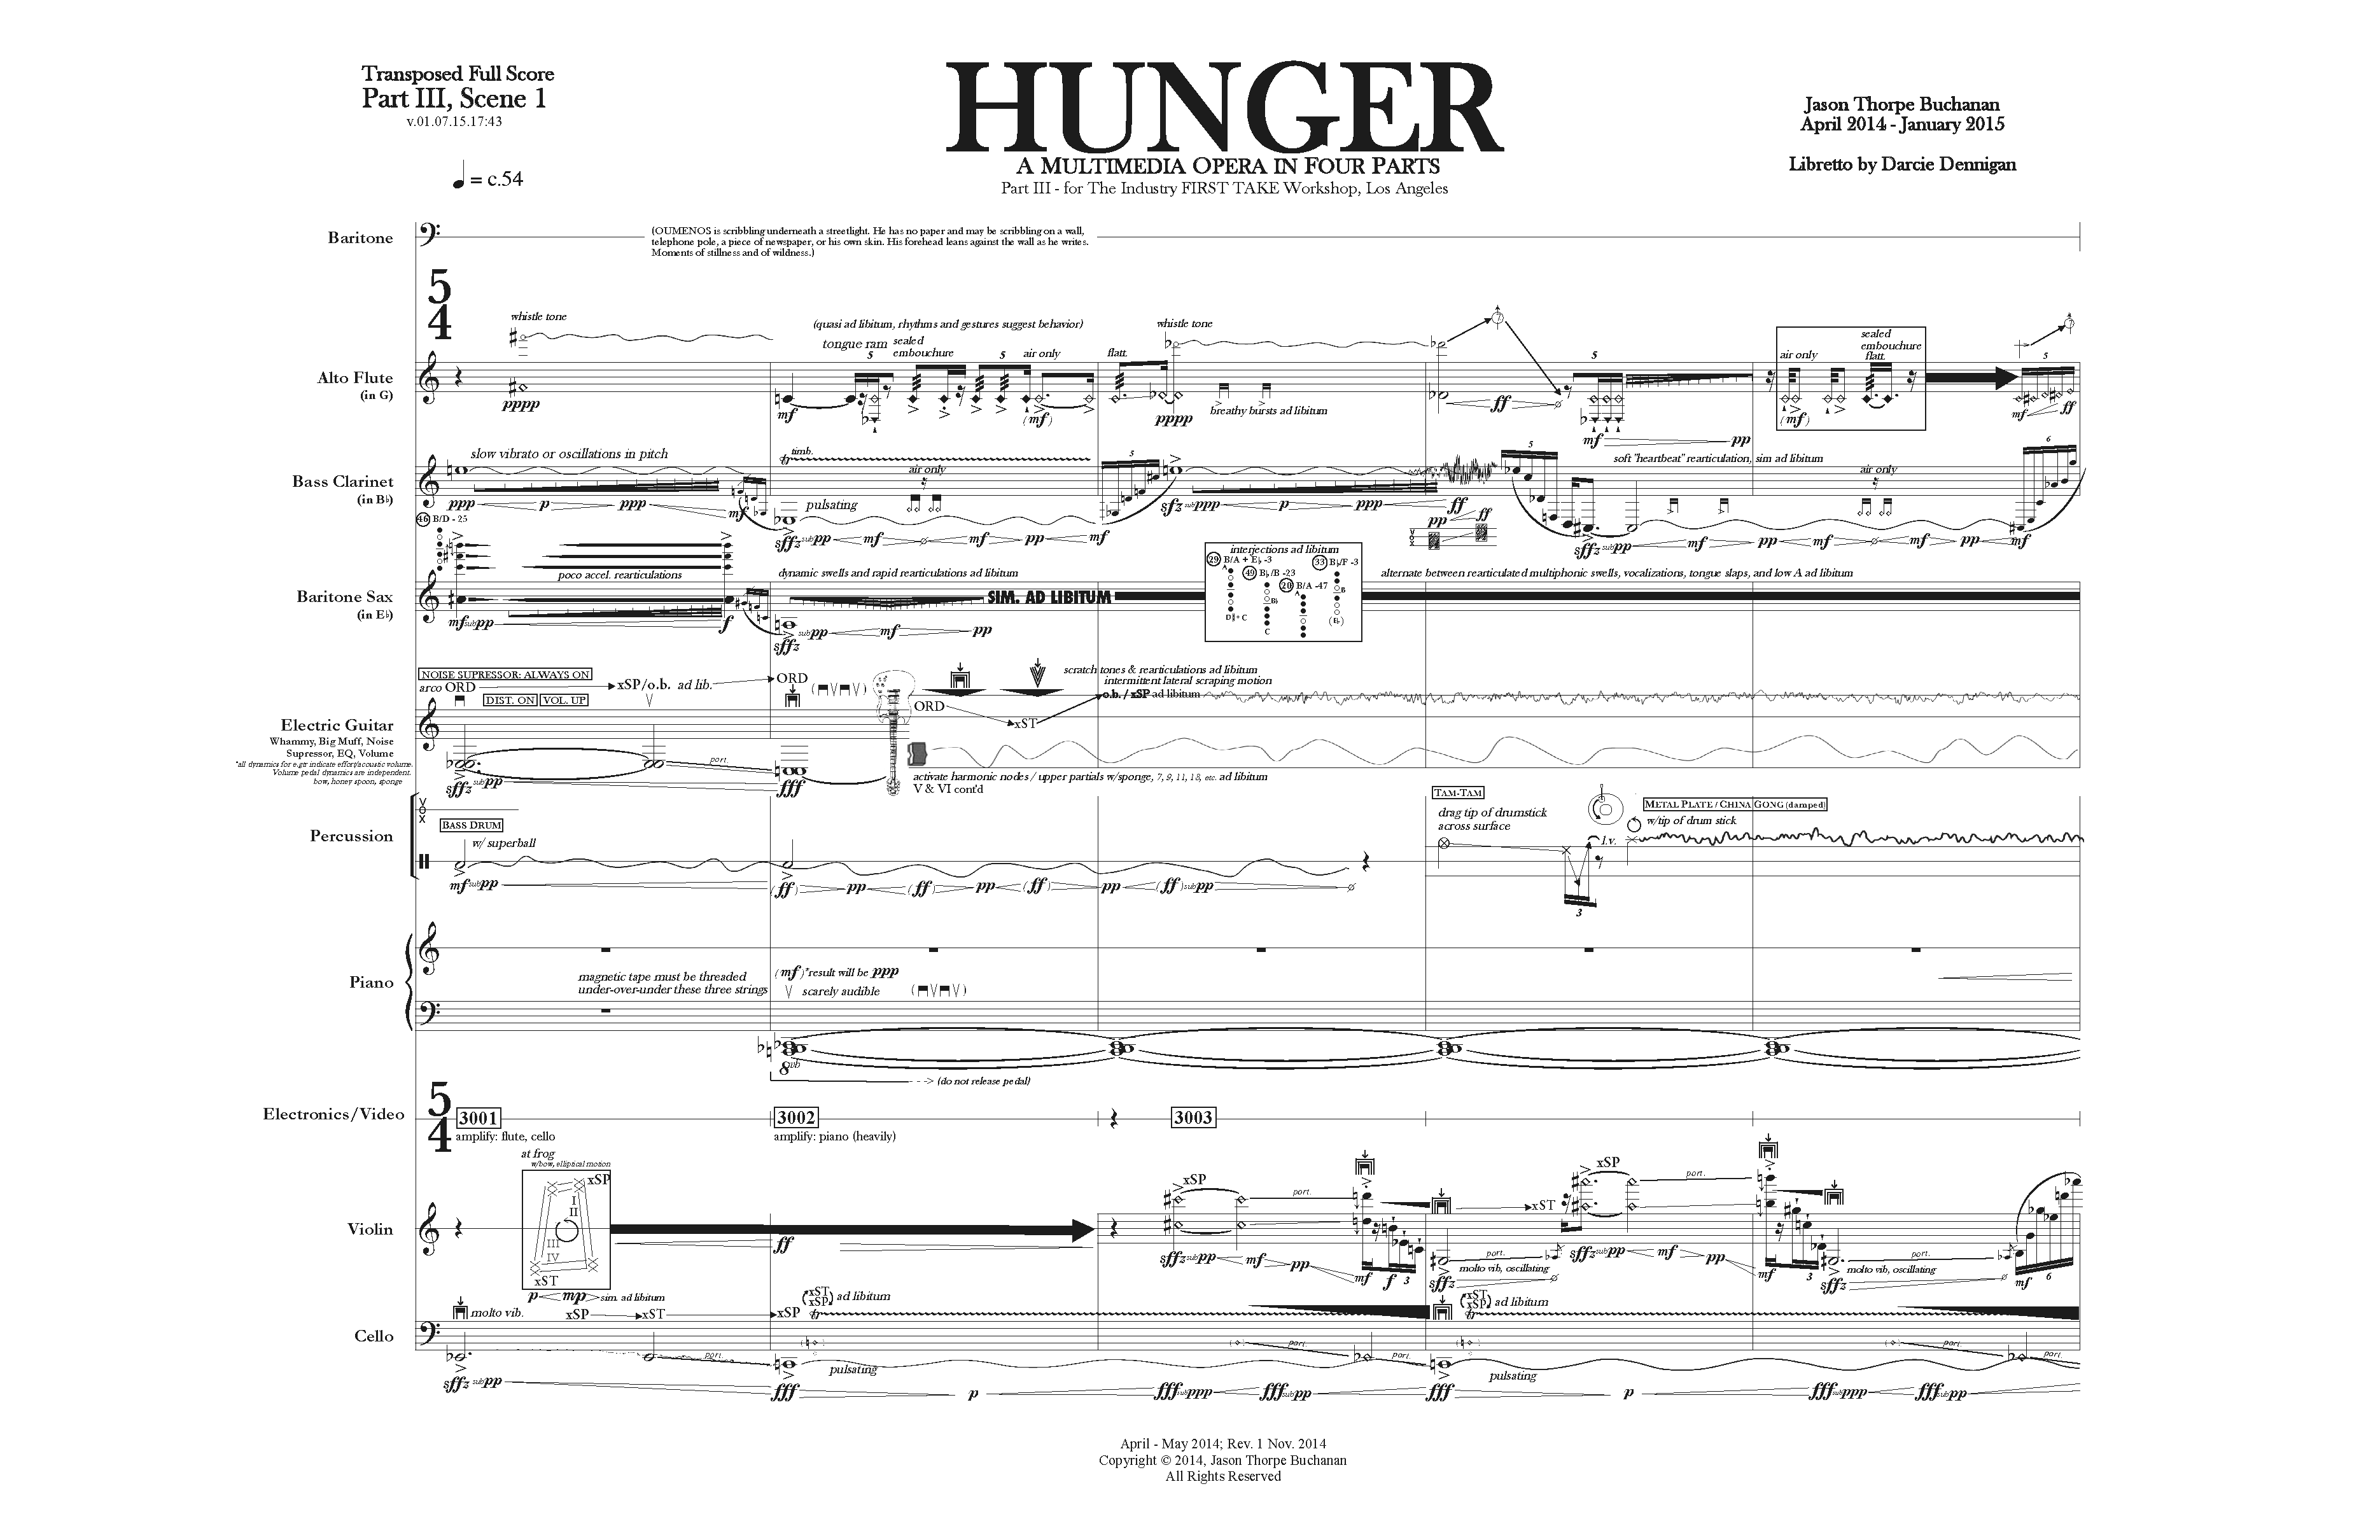 Transposed Full Score
Part III, Scene 1
v.01.07.15.17:43
= c.54
HUNGER
A MULTIMEDIA OPERA IN FOUR PARTS
Part III - for The Industry FIRST TAKE Workshop, Los Angeles
Jason Thorpe Buchanan
April 2014 - January 2015
Libretto by Darcie Dennigan
Baritone
(OUMENOS is scribbling underneath a streetlight. He has no paper and may be scribbling on a wall,
telephone pole, a piece of newspaper, or his own skin. His forehead leans against the wall as he writes.
Moments of stillness and of wildness.)
5
4
Alto Flute
(in G)
whistle tone
pppp
(quasi ad libitum, rhythms and gestures suggest behavior)
tongue ram
sealed
embouchure
5
5
air only
mf
(mf)
flatt.
whistle tone
pppp
breathy bursts ad libitum
ff
5
mf
pp
air only
sealed
embouchure
flatt.
(mf)
5
mf
ff
Bass Clarinet
(in B♭)
slow vibrato or oscillations in pitch
ppp
p
ppp
mf
timb.
air only
pulsating
sffz sub pp
mf
mf
pp
mf
5
sfz sub ppp
p
ppp
ff
pp
ff
5
soft "heartbeat" rearticulation, sim ad libitum
air only
sffz sub pp
mf
pp
mf
mf
pp
mf
6
Baritone Sax
(in E♭)
46 B/D - 25
poco accel. rearticulations
mf sub pp
f
dynamic swells and rapid rearticulations ad libitum
SIM. AD LIBITUM
sffz
sub pp
mf
pp
interjections ad libitum
29 B/A + E♭ -3
33 B♭/F -3
49 B♭/B -23
20 B/A -47
alternate between rearticulated multiphonic swells, vocalizations, tongue slaps, and low A ad libitum
Electric Guitar
Whammy, Big Muff, Noise
Supressor, EQ, Volume
*all dynamics for e.gtr indicate effort/acoustic volume.
Volume pedal dynamics are independent.
bow, honey spoon, sponge
NOISE SUPRESSOR: ALWAYS ON
arco ORD
xSP/o.b. ad lib.
DIST. ON
VOL. UP
port.
sffz sub pp
ORD
fff
ORD
xST
scratch tones & rearticulations ad libitum
intermittent lateral scraping motion
o.b. / xSP ad libitum
activate harmonic nodes / upper partials w/sponge, 7, 9, 11, 13, etc. ad libitum
V & VI cont'd
Percussion
VOX
BASS DRUM
w/ superball
mf sub pp
(ff)
pp
(ff)
pp
(ff)
pp
(ff) sub pp
TAM-TAM
drag tip of drumstick
across surface
l.v.
3
METAL PLATE / CHINA GONG (damped)
w/tip of drum stick
Piano
magnetic tape must be threaded
under-over-under these three strings
(mf) *result will be ppp
scarely audible
8vb
(do not release pedal)
Electronics/Video
5
4
3001
amplify: flute, cello
3002
amplify: piano (heavily)
3003
Violin
at frog
w/bow, elliptical motion
xSP
I
II
III
IV
xST
p
mp
sim. ad libitum
ff
xSP
port.
sffz sub pp
mf
pp
mf
f
3
xST
port.
molto vib, oscillating
sffz
xSP
port.
sffz sub pp
mf
pp
mf
3
port.
molto vib, oscillating
sffz
mf
6
Cello
molto vib.
xSP
xST
port.
sffz sub pp
xSP
xST
xSP
ad libitum
pulsating
fff
p
port.
port.
fff sub ppp
fff sub pp
xST
xSP
ad libitum
pulsating
fff
p
port.
port.
fff sub ppp
fff sub pp
April - May 2014; Rev. 1 Nov. 2014
Copyright © 2014, Jason Thorpe Buchanan
All Rights Reserved